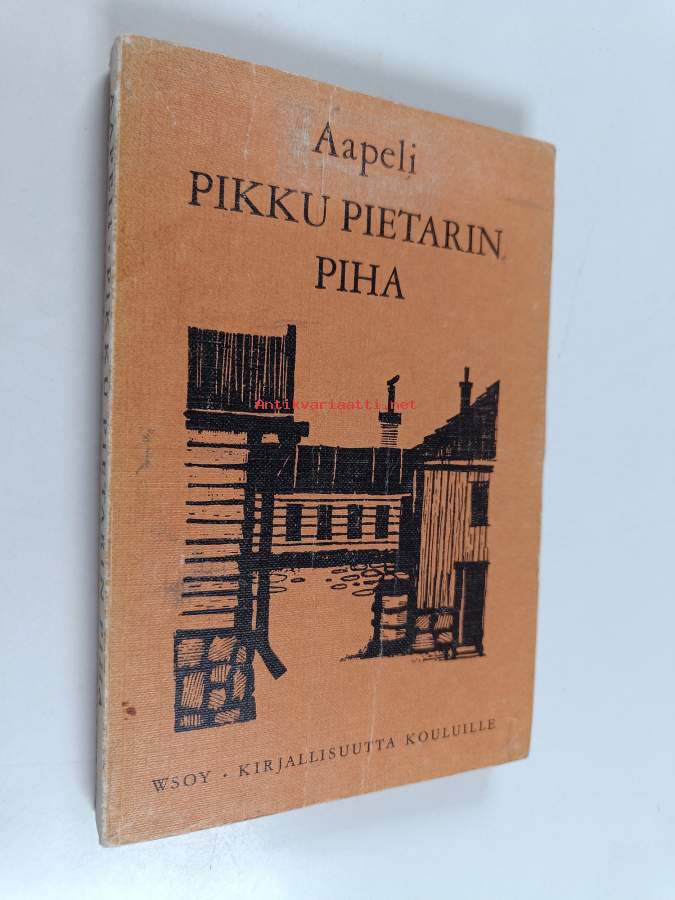 Aapeli
PIKKU PIETARIN
PIHA
Antikvariaatti.net
WSOY · KIRJALLISUUTTA KOULUILLE